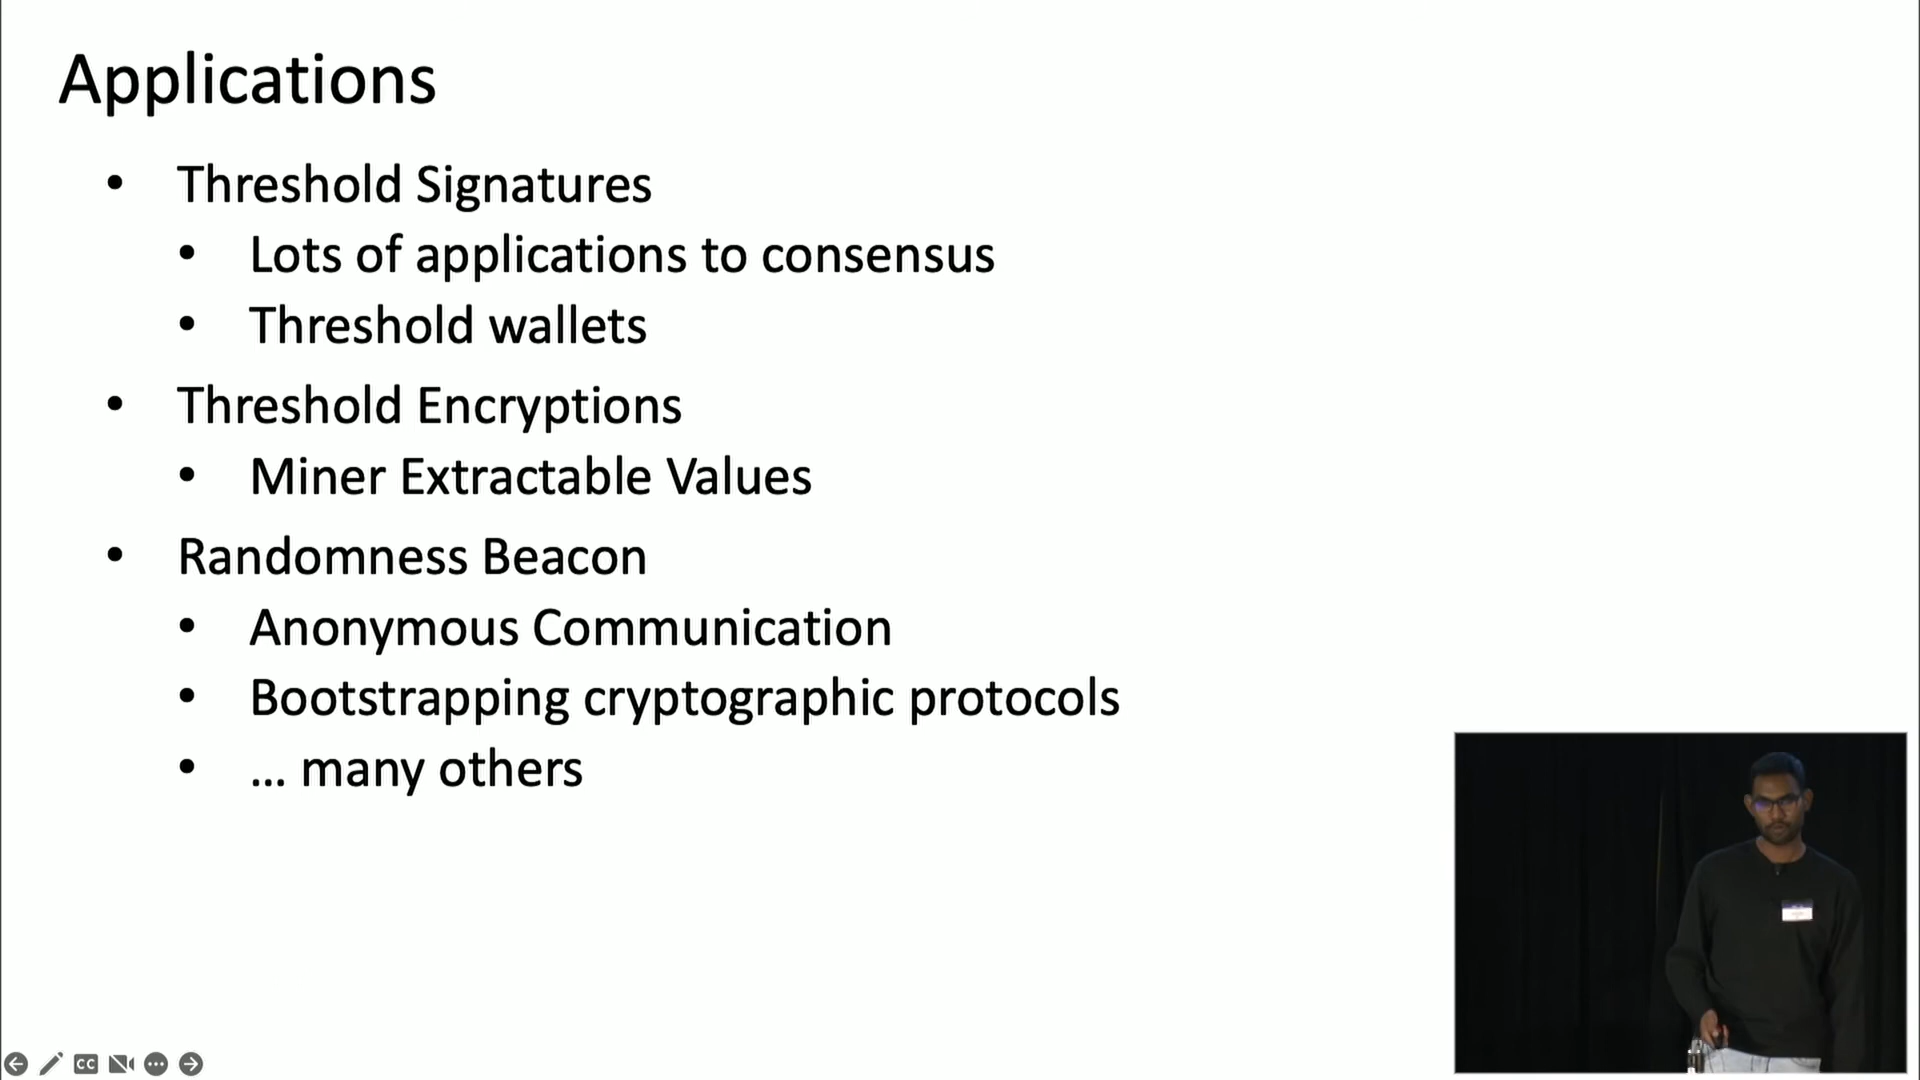 Applications
• Threshold Signatures
• Lots of applications to consensus
• Threshold wallets
• Threshold Encryptions
• Miner Extractable Values
• Randomness Beacon
• Anonymous Communication
• Bootstrapping cryptographic protocols
• ... many others
CC